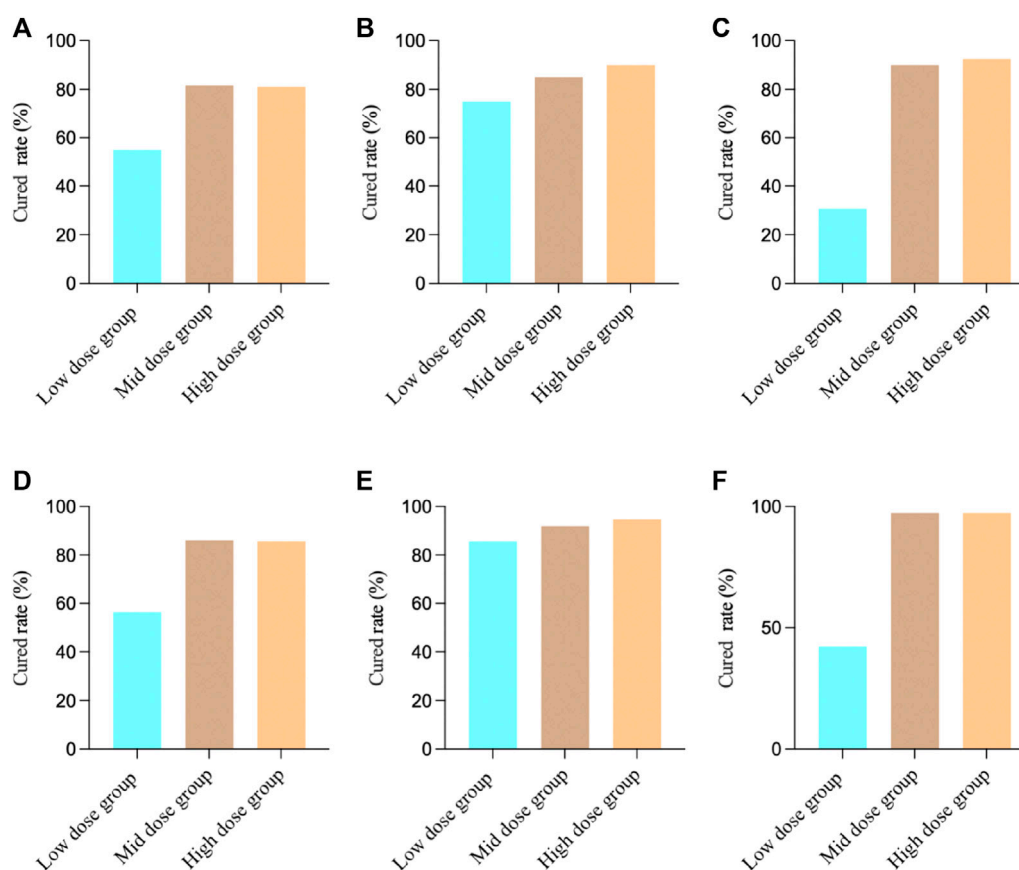 A
Cured rate (%)
100
80
60
40
20
0
Low dose group
Mid dose group
High dose group
B
Cured rate (%)
100
80
60
40
20
0
Low dose group
Mid dose group
High dose group
C
Cured rate (%)
100
80
60
40
20
0
Low dose group
Mid dose group
High dose group
D
Cured rate (%)
100
80
60
40
20
0
Low dose group
Mid dose group
High dose group
E
Cured rate (%)
100
80
60
40
20
0
Low dose group
Mid dose group
High dose group
F
Cured rate (%)
100
50
0
Low dose group
Mid dose group
High dose group